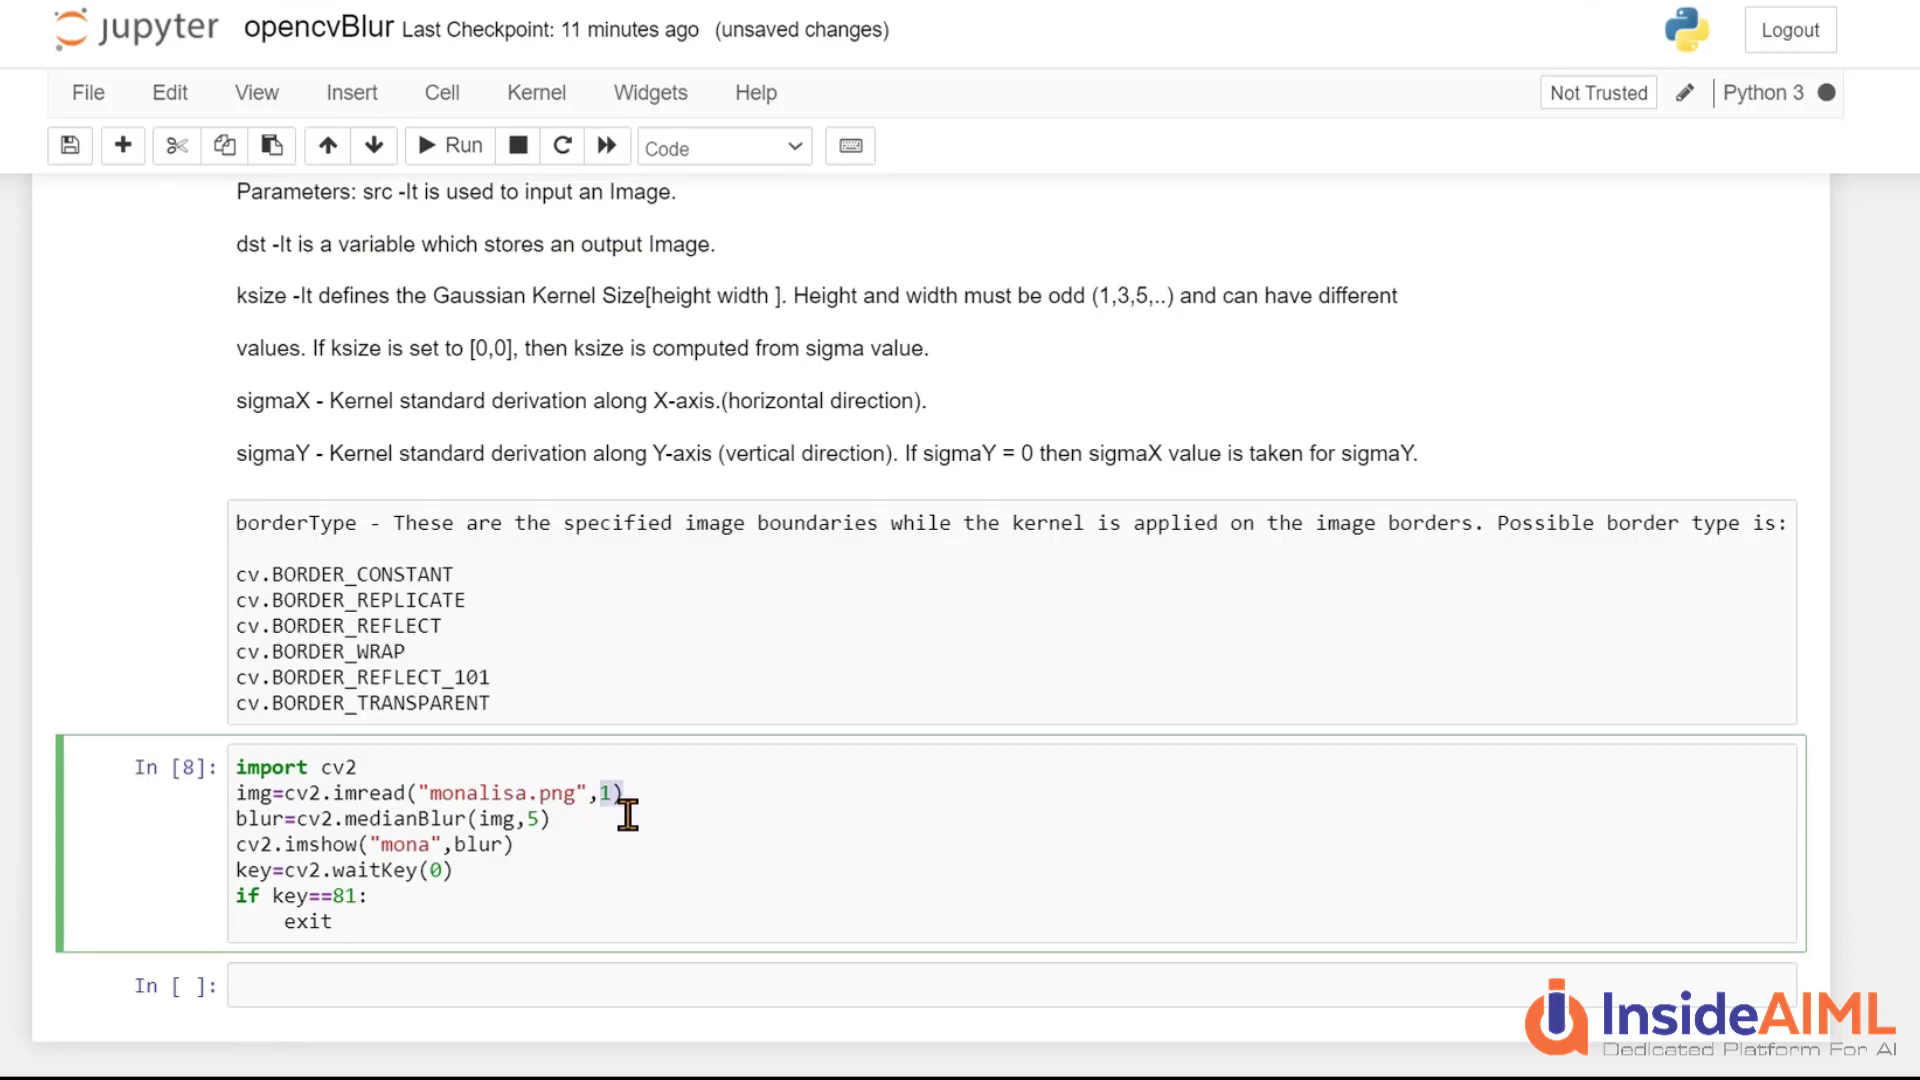 jupyter opencvBlur Last Checkpoint: 11 minutes ago (unsaved changes) Logout
File Edit View Insert Cell Kernel Widgets Help Not Trusted Python 3
Run Code
Parameters: src -It is used to input an Image.
dst -It is a variable which stores an output Image.
ksize -It defines the Gaussian Kernel Size[height width ]. Height and width must be odd (1,3,5,..) and can have different
values. If ksize is set to [0,0], then ksize is computed from sigma value.
sigmaX - Kernel standard derivation along X-axis.(horizontal direction).
sigmaY - Kernel standard derivation along Y-axis (vertical direction). If sigmaY = 0 then sigmaX value is taken for sigmaY.
borderType - These are the specified image boundaries while the kernel is applied on the image borders. Possible border type is:
cv.BORDER_CONSTANT
cv.BORDER_REPLICATE
cv.BORDER_REFLECT
cv.BORDER_WRAP
cv.BORDER_REFLECT_101
cv.BORDER_TRANSPARENT
In [8]: import cv2
img=cv2.imread("monalisa.png",1)
blur=cv2.medianBlur(img,5)
cv2.imshow("mona",blur)
key=cv2.waitKey(0)
if key==81:
    exit
In [ ]:
InsideAIML
Dedicated Platform For AI